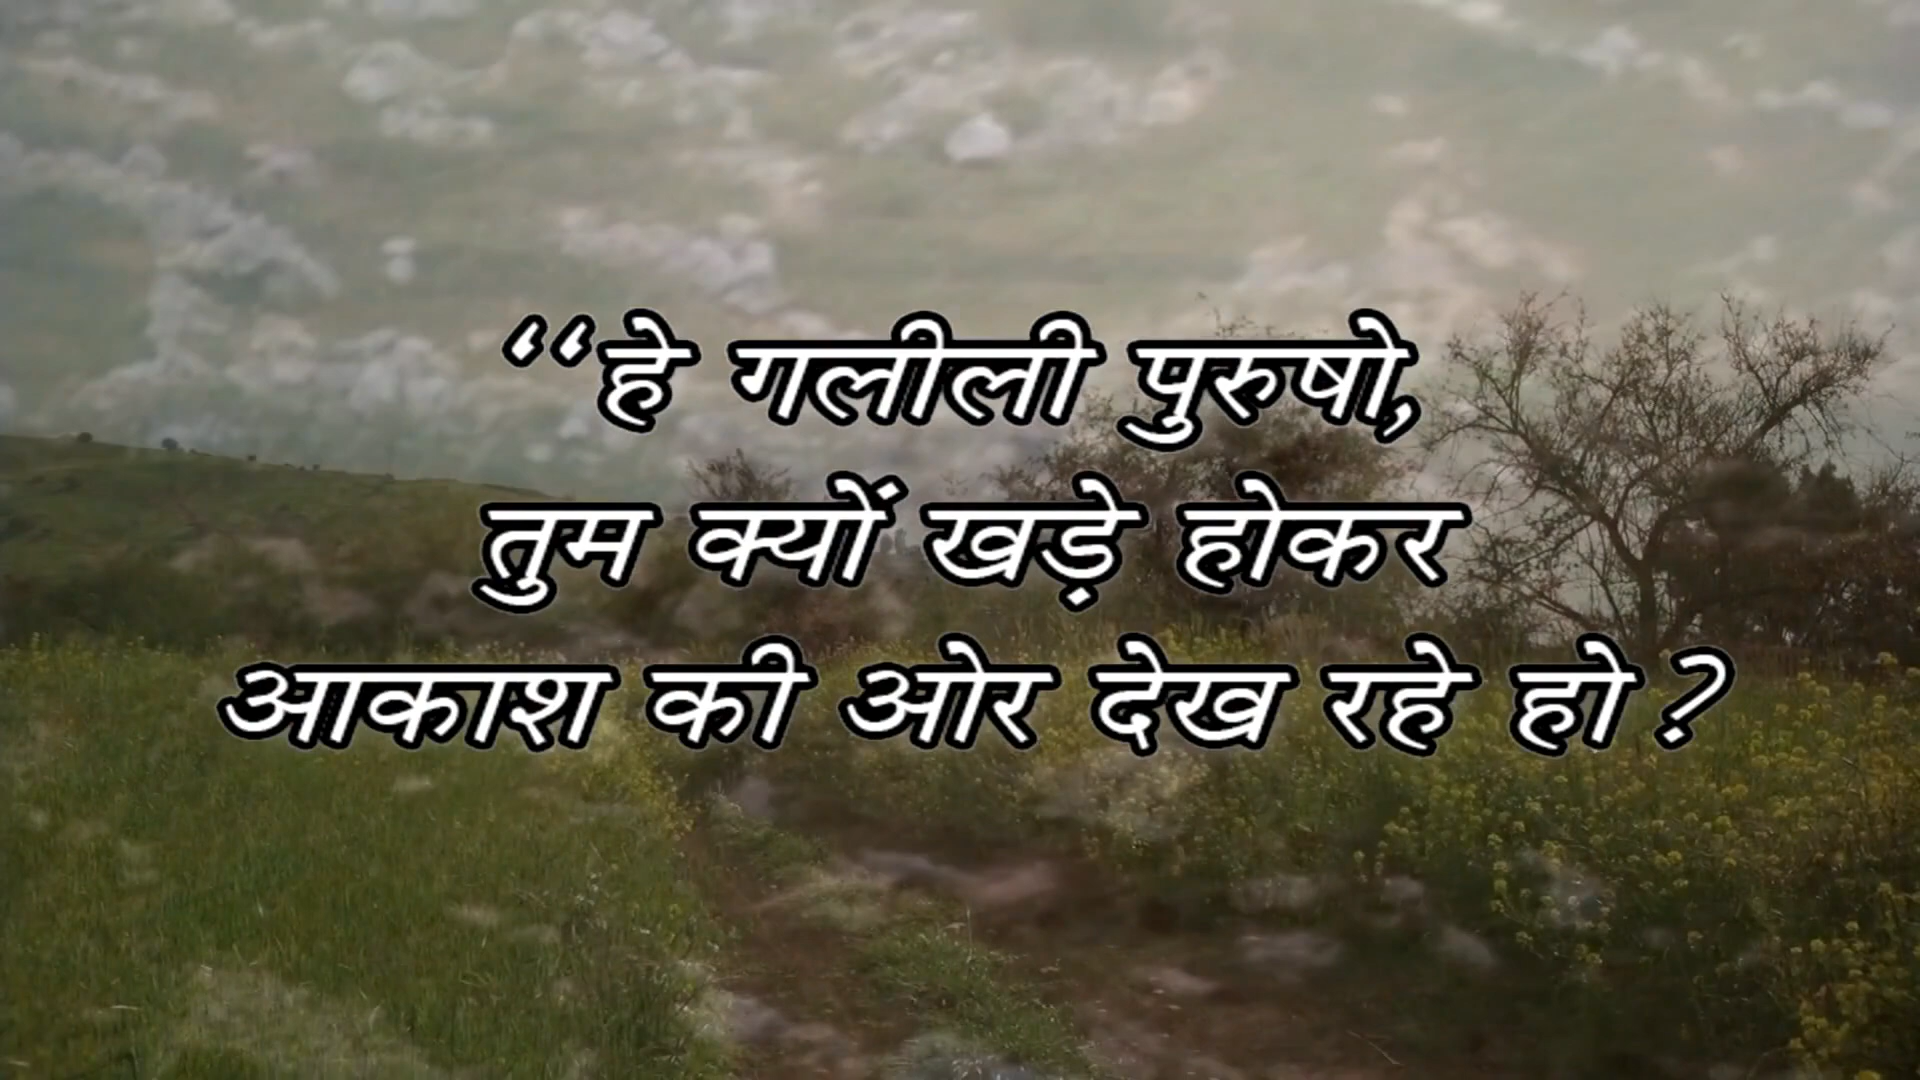 “हे गलीली पुरुषो,
तुम क्यों खड़े होकर
आकाश की ओर देख रहे हो?